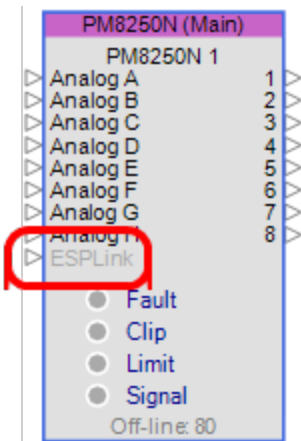 PM8250N (Main)
PM8250N 1
Analog A 1
Analog B 2
Analog C 3
Analog D 4
Analog E 5
Analog F 6
Analog G 7
Analog H 8
ESPLink
Fault
Clip
Limit
Signal
Off-line: 80